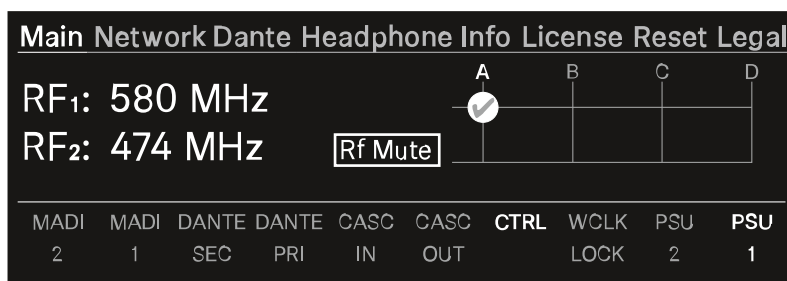 Main Network Dante Headphone Info License Reset Legal
A B C D
RF1: 580 MHz
RF2: 474 MHz Rf Mute
MADI MADI DANTE DANTE CASC CASC CTRL WCLK PSU PSU
2 1 SEC PRI IN OUT LOCK 2 1